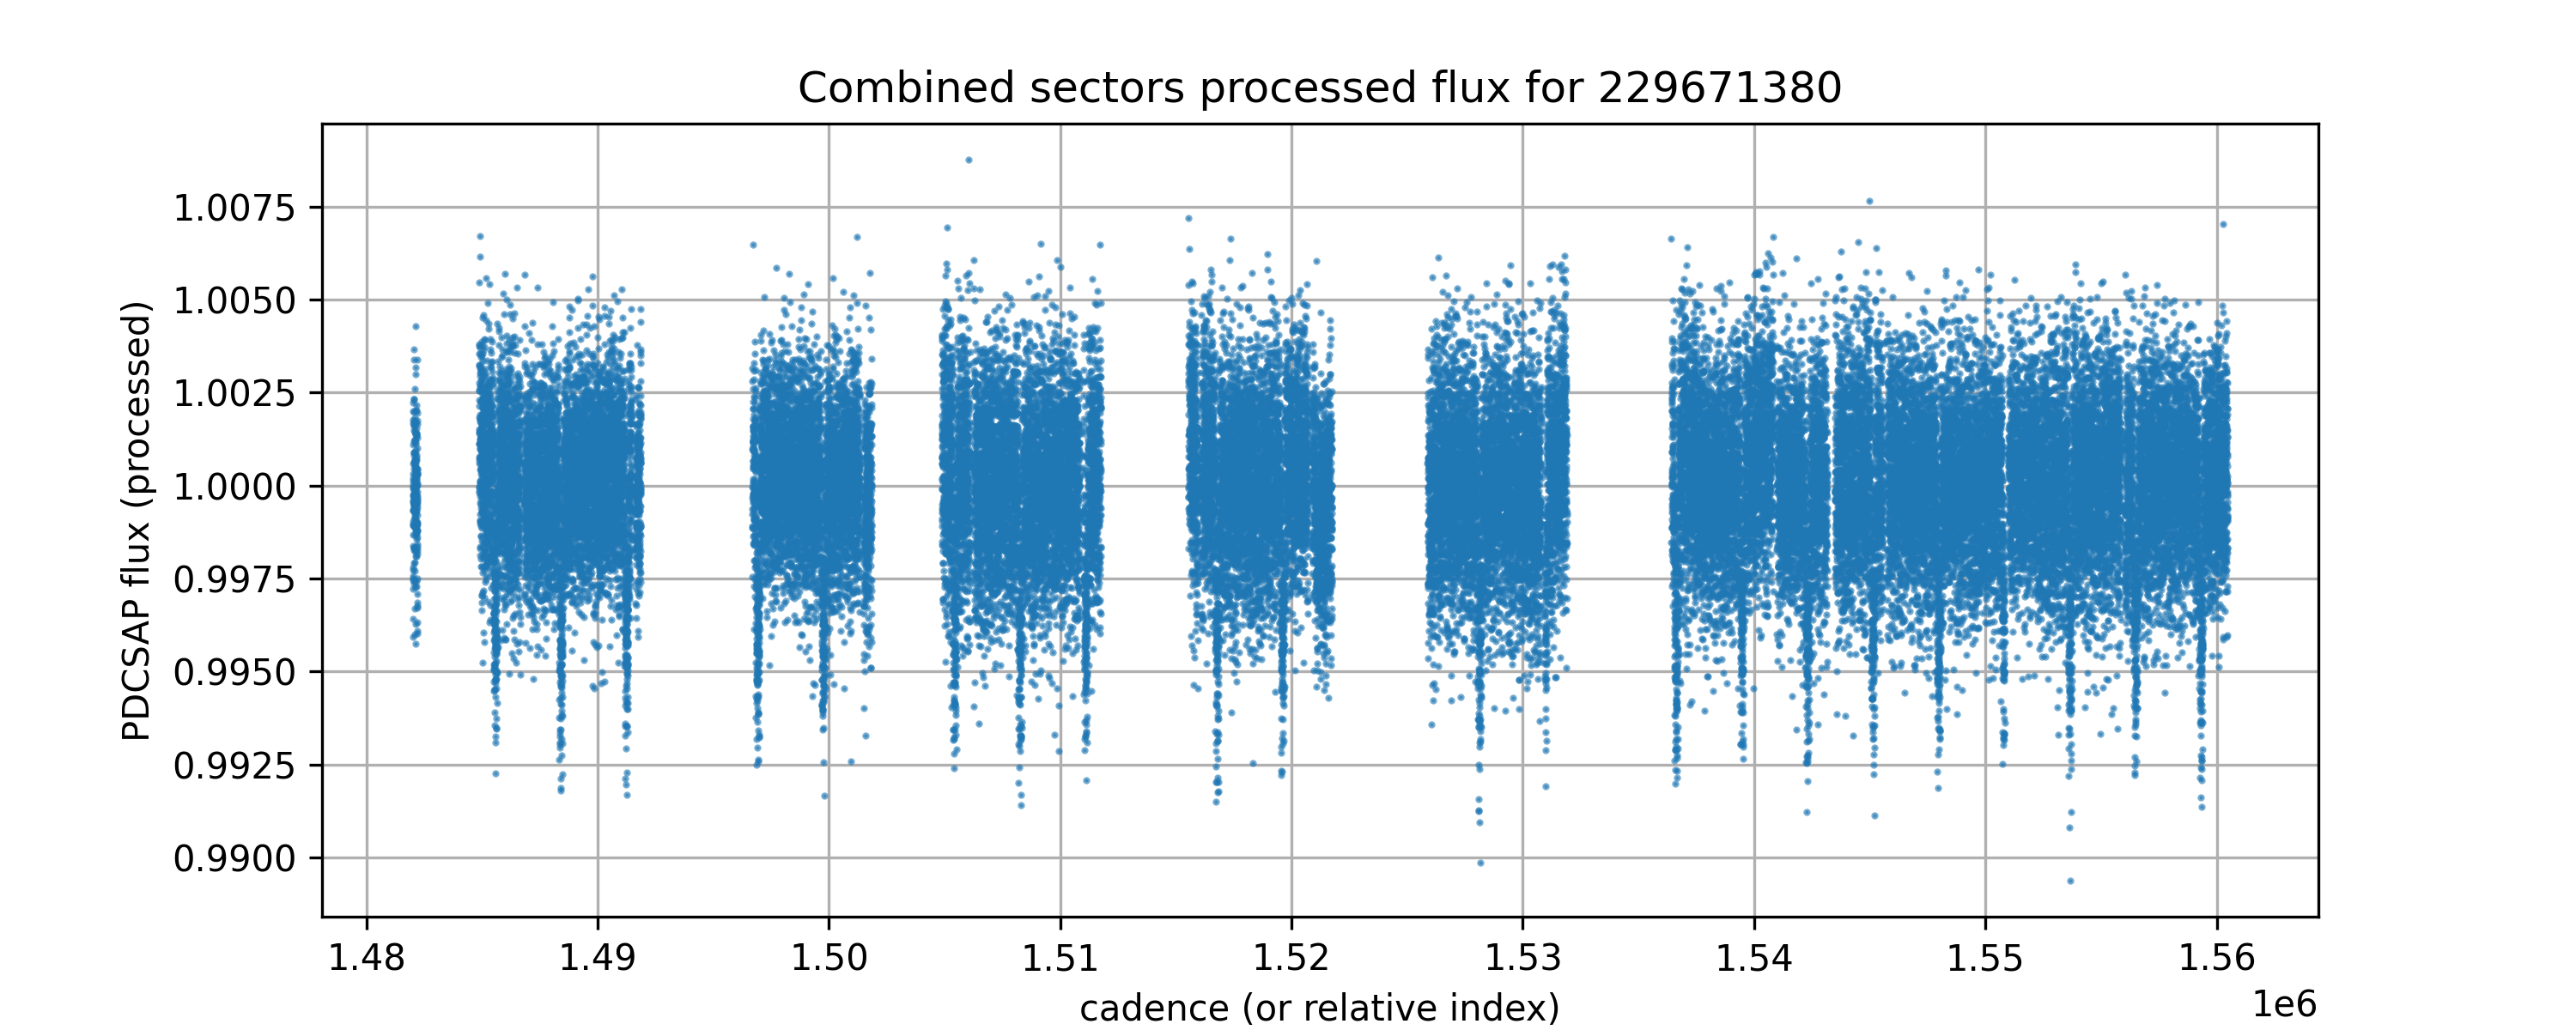 Combined sectors processed flux for 229671380
PDCSAP flux (processed)
1.0075
1.0050
1.0025
1.0000
0.9975
0.9950
0.9925
0.9900
1.48 1.49 1.50 1.51 1.52 1.53 1.54 1.55 1.56
cadence (or relative index)
1e6